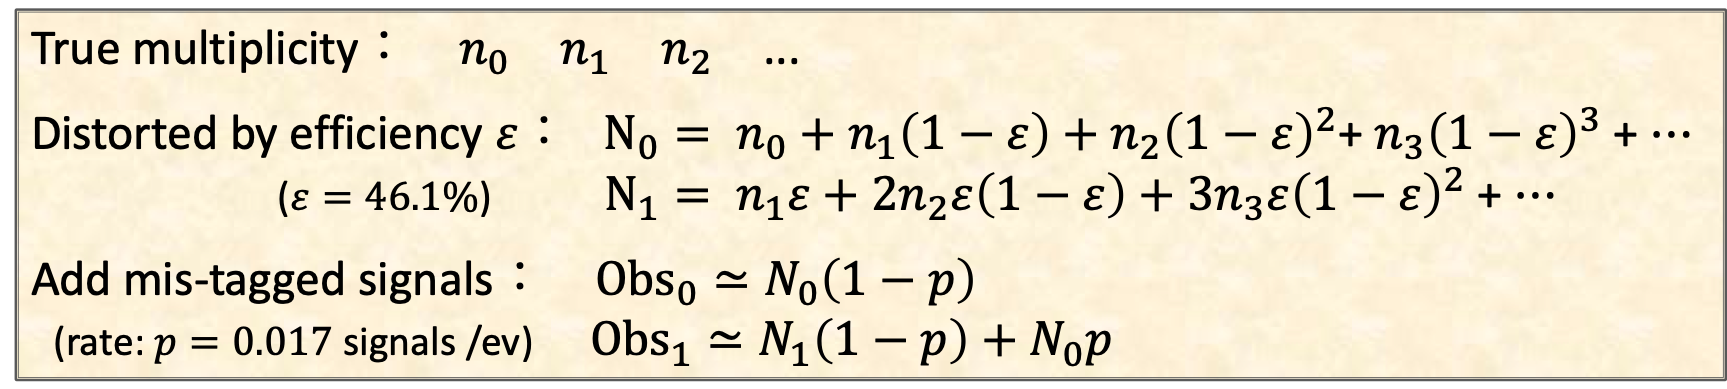 True multiplicity： n₀ n₁ n₂ ...
Distorted by efficiency ε： N₀ = n₀ + n₁(1 − ε) + n₂(1 − ε)²+ n₃(1 − ε)³ + ⋯
(ε = 46.1%) N₁ = n₁ε + 2n₂ε(1 − ε) + 3n₃ε(1 − ε)² + ⋯
Add mis-tagged signals： Obs₀ ≃ N₀(1 − p)
(rate: p = 0.017 signals /ev) Obs₁ ≃ N₁(1 − p) + N₀p